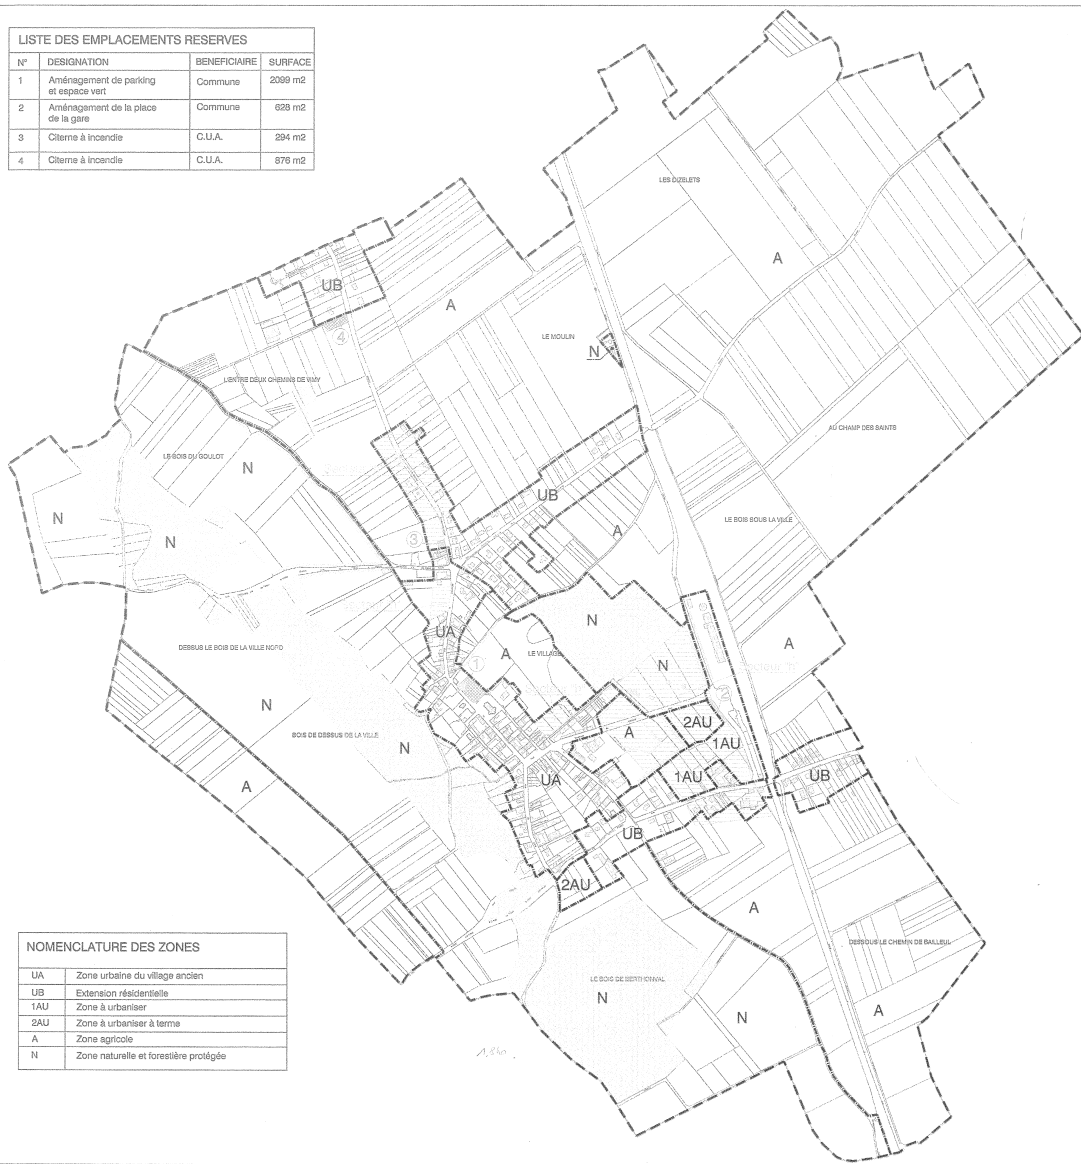 LISTE DES EMPLACEMENTS RESERVES
N° DESIGNATION BENEFICIAIRE SURFACE
1 Aménagement de parking Commune 2099 m2
et espace vert
2 Aménagement de la place Commune 628 m2
de la gare
3 Citerne à incendie C.U.A. 294 m2
4 Citerne à incendie C.U.A. 876 m2
LES DIZELETS
A
UB
A
LE MOULIN
4
N
L'ENTRE DEUX CHEMINS DE VIMY
AU CHAMP DES SAINTS
LE BOIS DU GOULOT
N
UB
N
LE BOIS SOUS LA VILLE
A
3
N
N
UA
DESSUS LE BOIS DE LA VILLE NORD
A
LE VILLAGE
A
1
N
2
N
BOIS DE DESSUS DE LA VILLE
2AU
A
N
1AU
UA
1AU
UB
A
UB
2AU
A
NOMENCLATURE DES ZONES
UA Zone urbaine du village ancien
UB Extension résidentielle
1AU Zone à urbaniser
2AU Zone à urbaniser à terme
A Zone agricole
N Zone naturelle et forestière protégée
DESSOUS LE CHEMIN DE BAILLEUL
LE BOIS DE BERTHONVAL
N
A
N